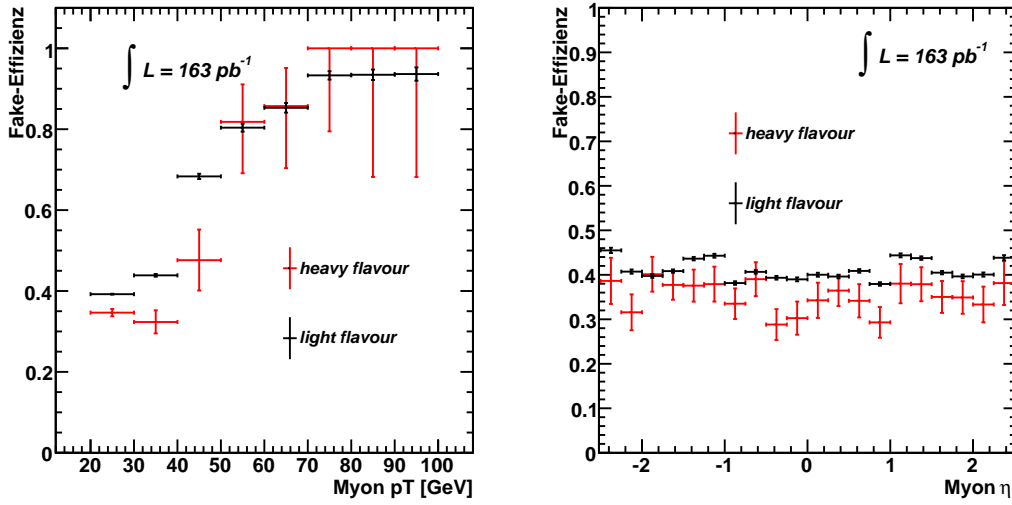 Fake-Effizienz
∫ L = 163 pb⁻¹
1
0.8
0.6
0.4
0.2
0
heavy flavour
light flavour
20 30 40 50 60 70 80 90 100
Myon pT [GeV]
Fake-Effizienz
∫ L = 163 pb⁻¹
1
0.9
0.8
0.7
0.6
0.5
0.4
0.3
0.2
0.1
0
heavy flavour
light flavour
-2 -1 0 1 2
Myon η